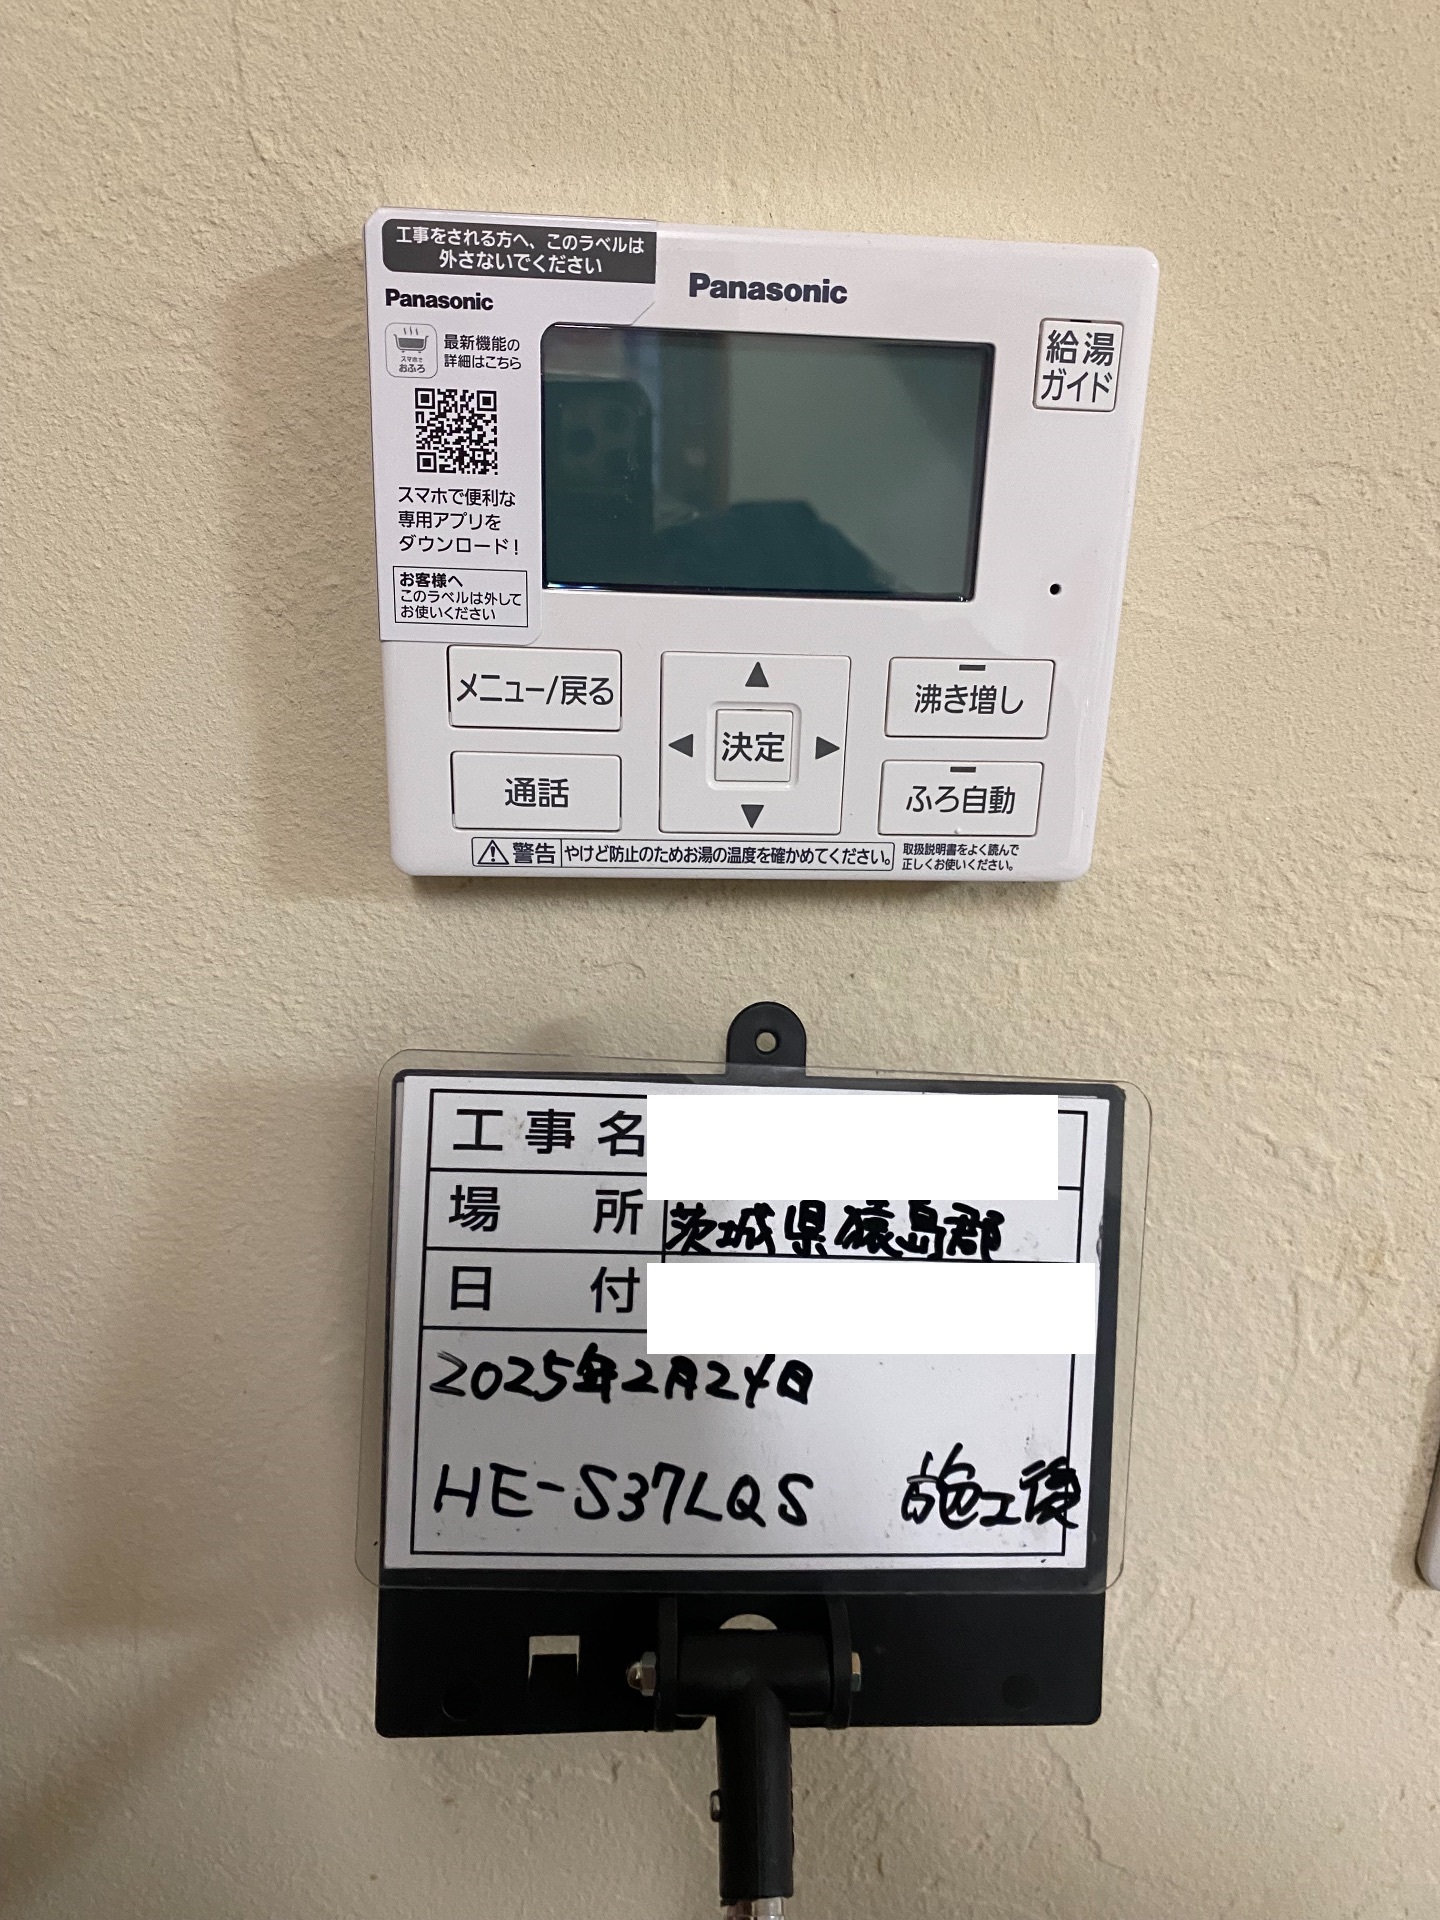 工事をされる方へ、このラベルは
外さないでください
Panasonic
Panasonic
スマホで
おふろ
最新機能の
詳細はこちら
スマホで便利な
専用アプリを
ダウンロード!
お客様へ
このラベルは外して
お使いください
給湯
ガイド
メニュー/戻る
通話
▲
◀ 決定 ▶
▼
沸き増し
ふろ自動
警告 やけど防止のためお湯の温度を確かめてください。
取扱説明書をよく読んで
正しくお使いください。
工事名
場所 茨城県猿島郡
日付
2025年2月24日
HE-S37LQS 施工後